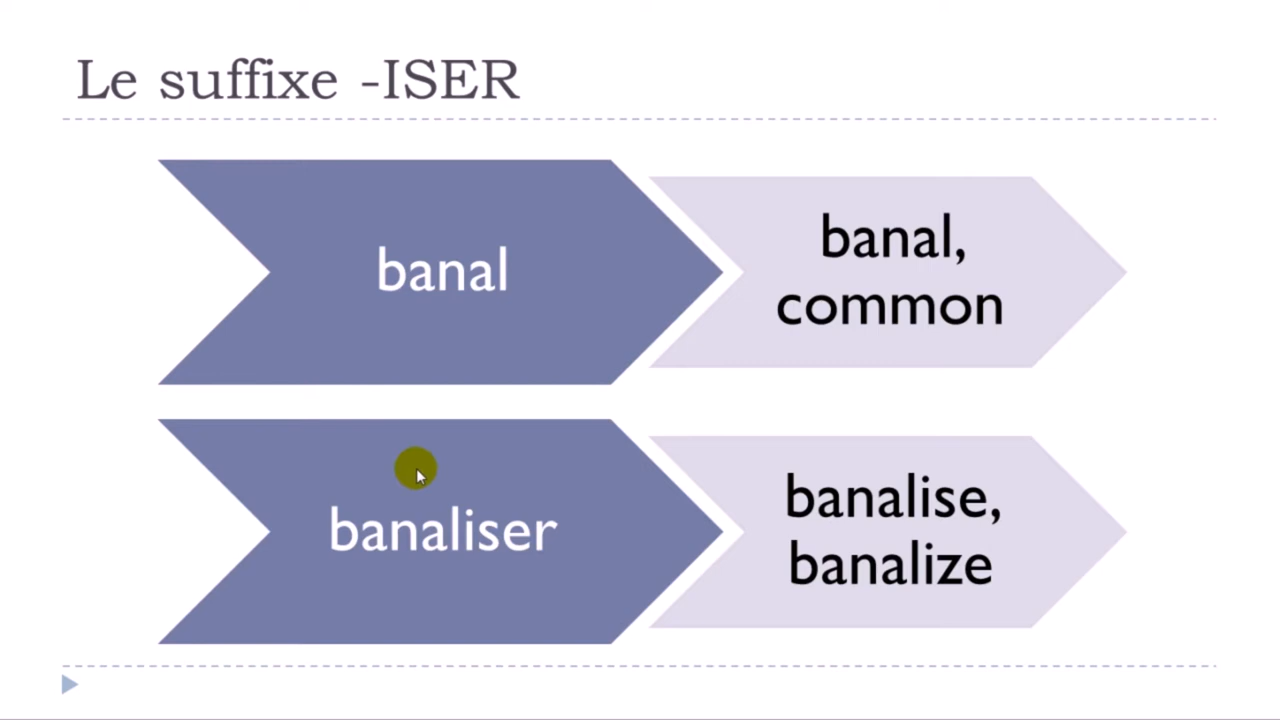 Le suffixe -ISER
banal
banal,
common
banaliser
banalise,
banalize